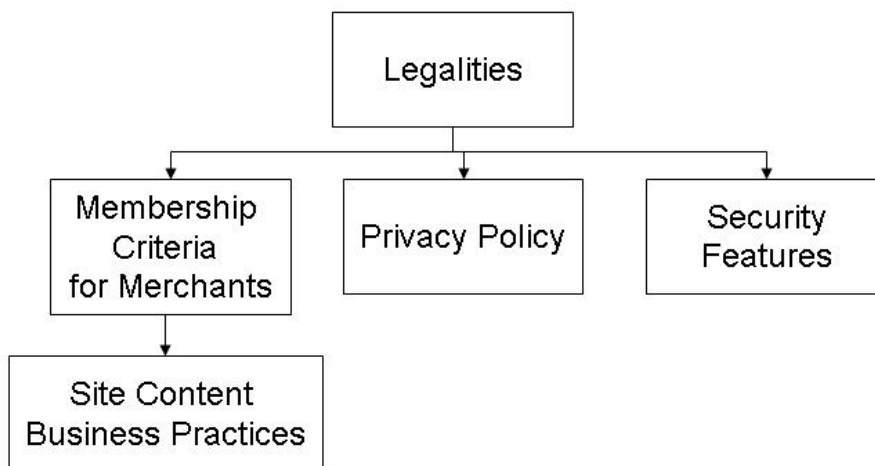 Legalities
Membership
Criteria
for Merchants
Privacy Policy
Security
Features
Site Content
Business Practices